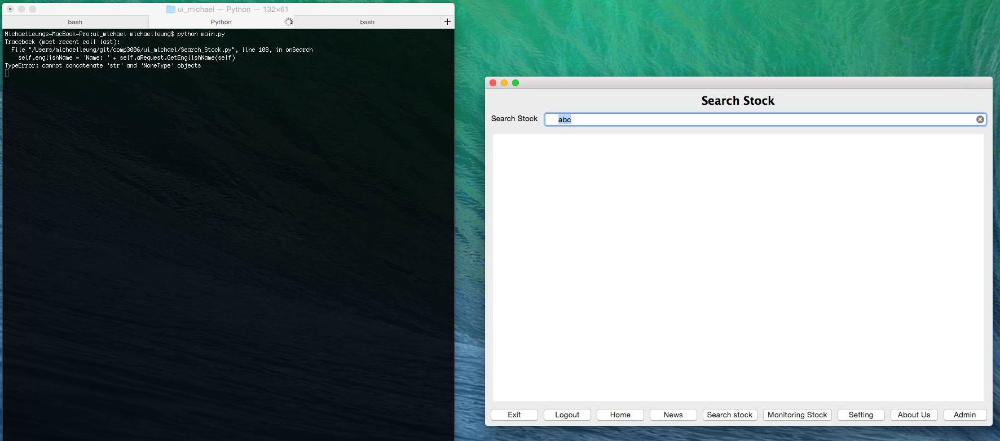 ui_michael — Python — 132×61
bash
Python
bash
MichaelLeungs-MacBook-Pro:ui_michael michaelleung$ python main.py
Traceback (most recent call last):
  File "/Users/michaelleung/git/comp3006/ui_michael/Search_Stock.py", line 108, in onSearch
    self.englishName = 'Name: ' + self.aRequest.GetEnglishName(self)
TypeError: cannot concatenate 'str' and 'NoneType' objects
Search Stock
Search Stock abc
Exit Logout Home News Search stock Monitoring Stock Setting About Us Admin